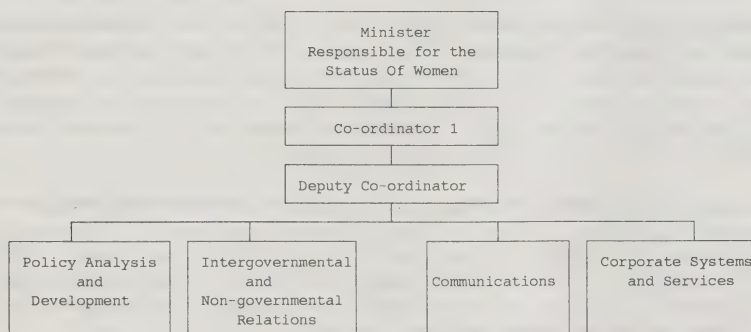 Minister
Responsible for the
Status Of Women
Co-ordinator 1
Deputy Co-ordinator
Policy Analysis
and
Development
Intergovernmental
and
Non-governmental
Relations
Communications
Corporate Systems
and Services